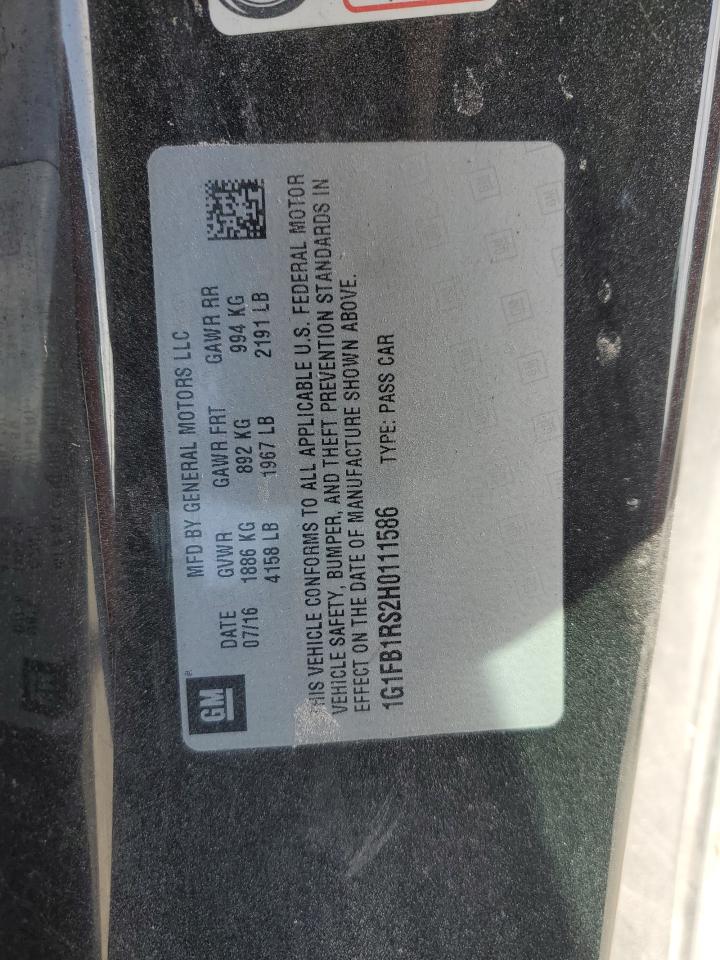 GM
MFD BY GENERAL MOTORS LLC
DATE GVWR GAWR FRT GAWR RR
07/16 1886 KG 892 KG 994 KG
4158 LB 1967 LB 2191 LB
THIS VEHICLE CONFORMS TO ALL APPLICABLE U.S. FEDERAL MOTOR
VEHICLE SAFETY, BUMPER, AND THEFT PREVENTION STANDARDS IN
EFFECT ON THE DATE OF MANUFACTURE SHOWN ABOVE.
1G1FB1RS2H0111586 TYPE: PASS CAR